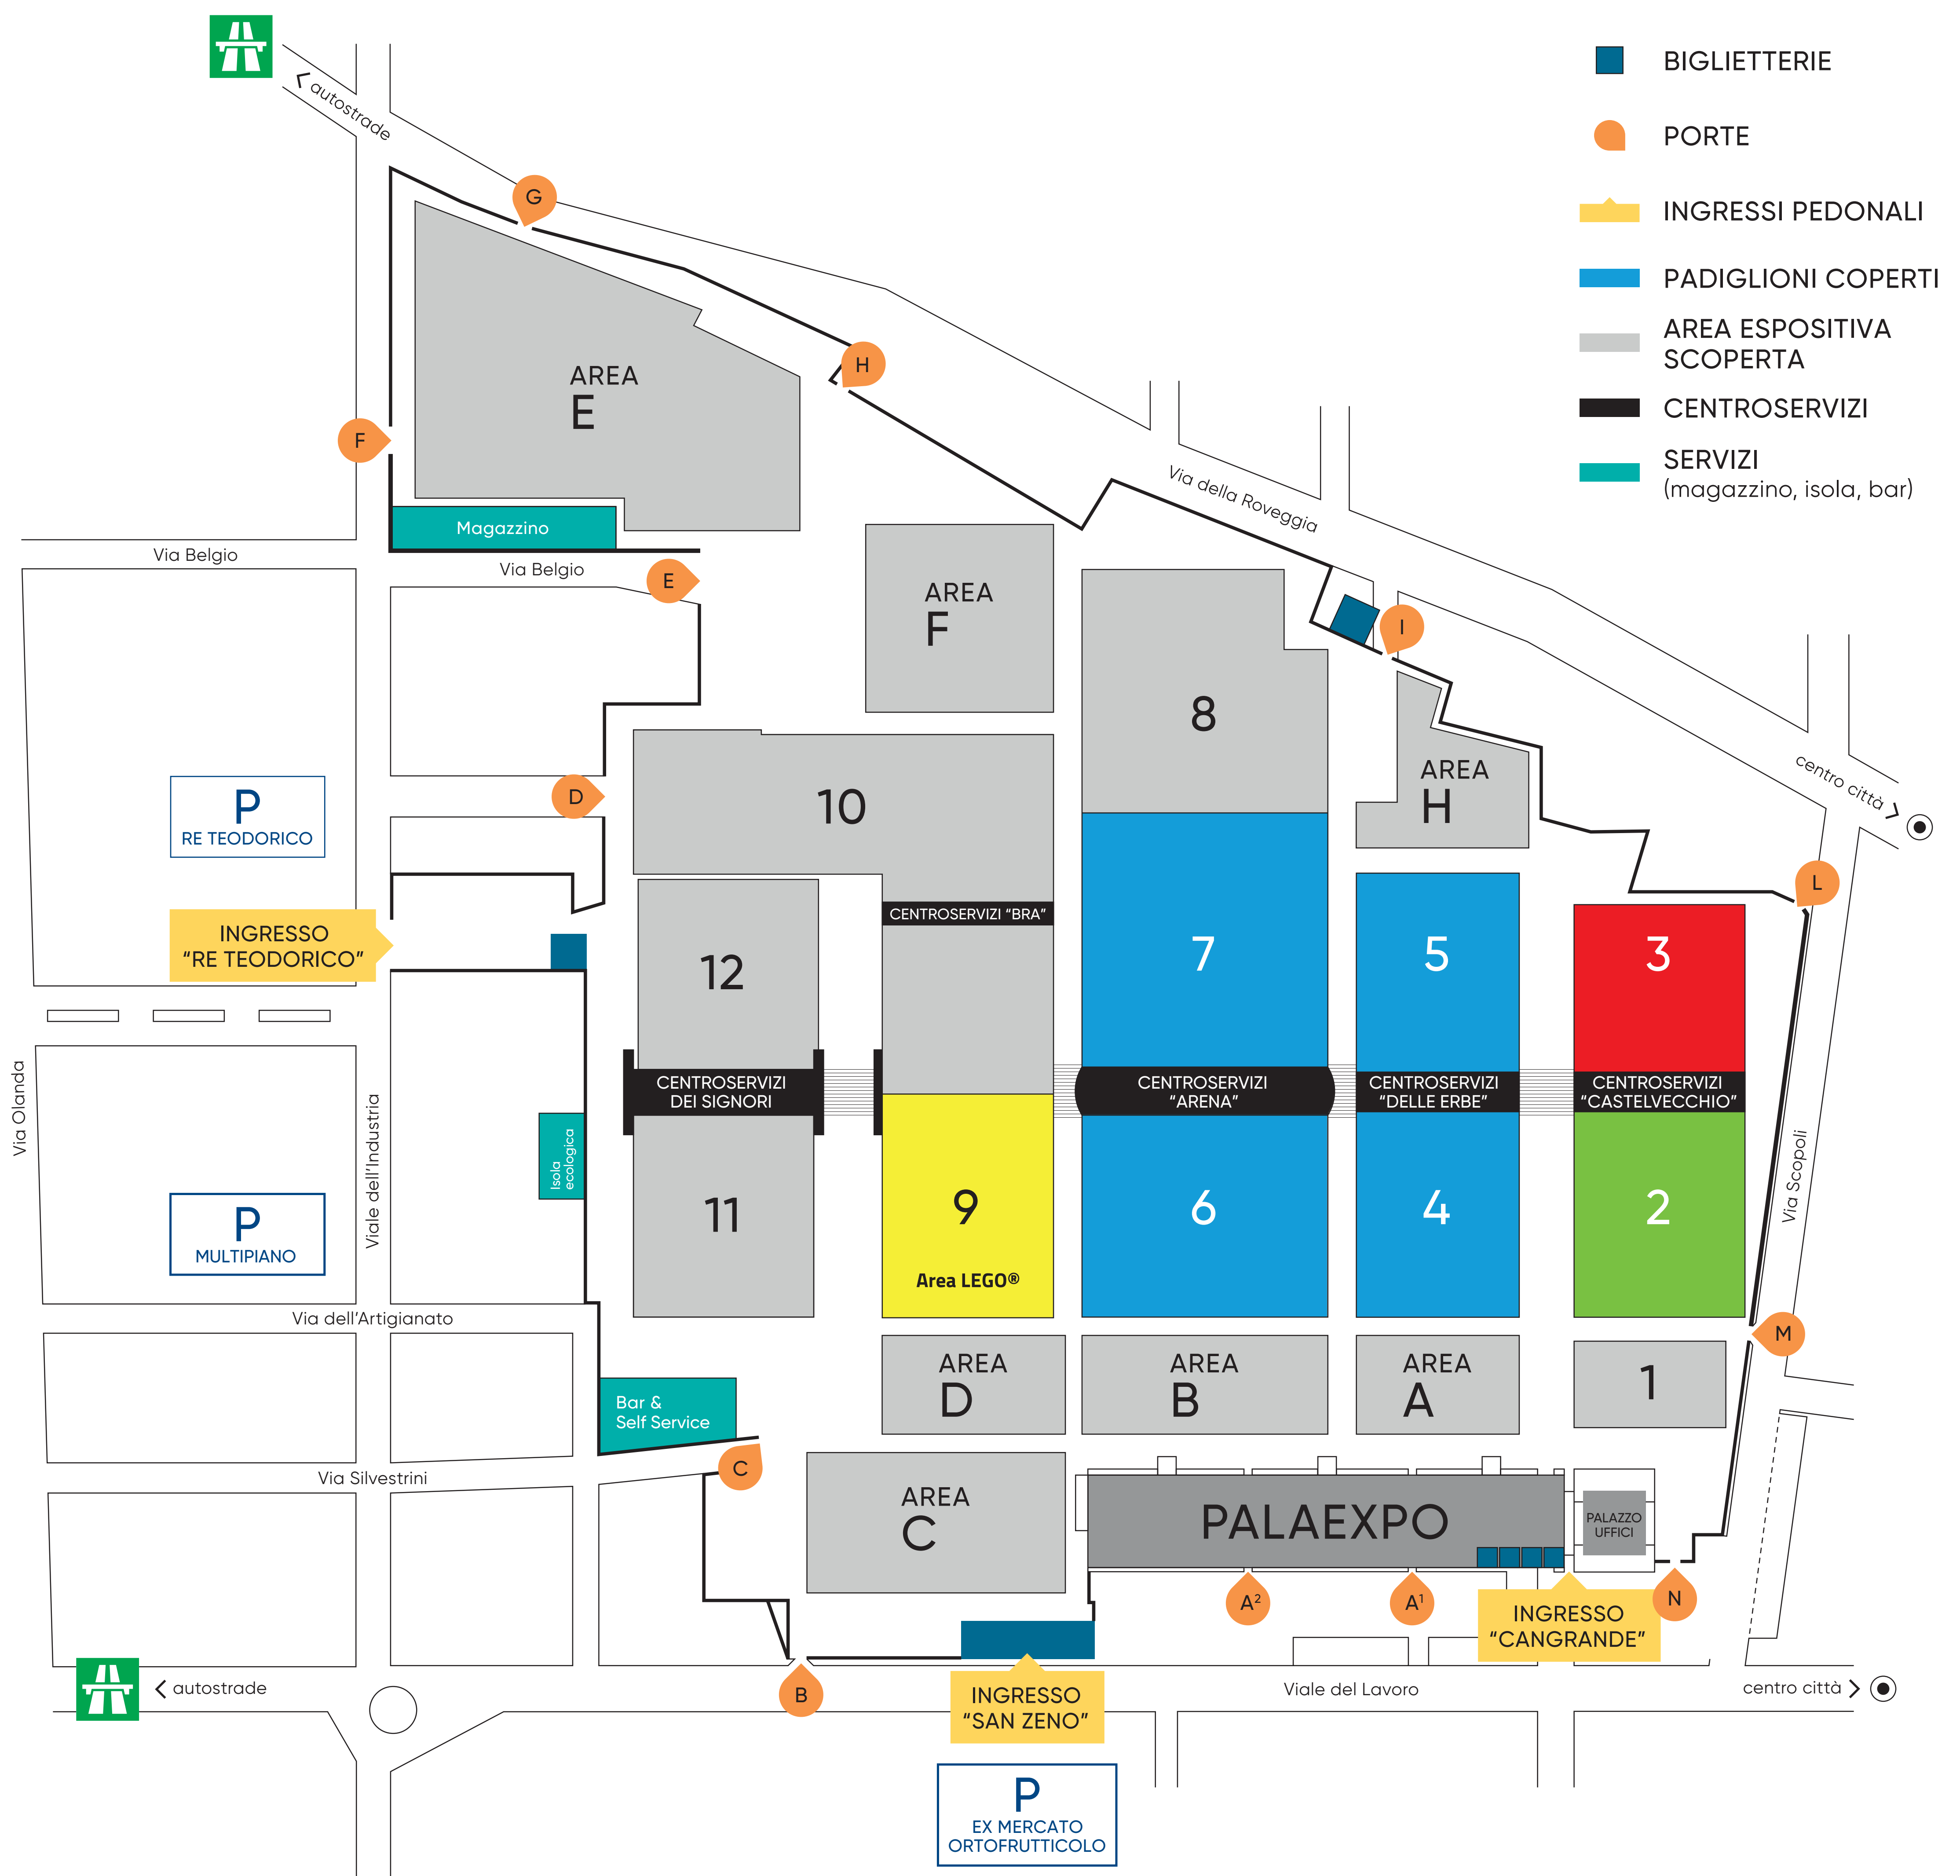 BIGLIETTERIE
PORTE
INGRESSI PEDONALI
PADIGLIONI COPERTI
AREA ESPOSITIVA
SCOPERTA
CENTROSERVIZI
SERVIZI
(magazzino, isola, bar)
< autostrade
G
H
AREA
E
F
Magazzino
Via Belgio
Via Belgio
E
Via della Roveggia
AREA
F
I
8
AREA
H
centro città >
P
RE TEODORICO
D
10
L
INGRESSO
“RE TEODORICO”
CENTROSERVIZI “BRA”
12
7
5
3
Via Olanda
Viale dell'Industria
CENTROSERVIZI
DEI SIGNORI
CENTROSERVIZI
“ARENA”
CENTROSERVIZI
“DELLE ERBE”
CENTROSERVIZI
“CASTELVECCHIO”
Isola
ecologica
Via Scopoli
P
MULTIPIANO
11
9
Area LEGO®
6
4
2
Via dell'Artigianato
M
Bar &
Self Service
AREA
D
AREA
B
AREA
A
1
C
Via Silvestrini
AREA
C
PALAEXPO
PALAZZO
UFFICI
A²
A¹
N
INGRESSO
“CANGRANDE”
< autostrade
B
INGRESSO
“SAN ZENO”
Viale del Lavoro
centro città >
P
EX MERCATO
ORTOFRUTTICOLO